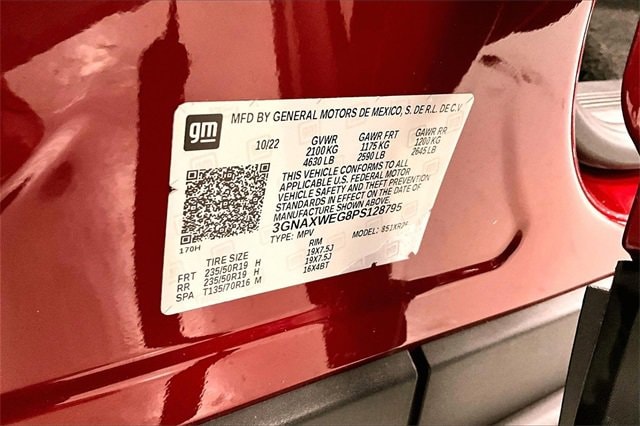 gm
MFD BY GENERAL MOTORS DE MEXICO, S. DE R.L. DE C.V.
10/22 GVWR GAWR FRT GAWR RR
2100 KG 1175 KG 1200 KG
4630 LB 2590 LB 2645 LB
THIS VEHICLE CONFORMS TO ALL
APPLICABLE U.S. FEDERAL MOTOR
VEHICLE SAFETY AND THEFT PREVENTION
STANDARDS IN EFFECT ON THE DATE OF
MANUFACTURE SHOWN ABOVE.
3GNAXWEG8PS128795
TYPE: MPV MODEL:
170H
TIRE SIZE RIM
FRT 235/50R19 H 19X7.5J
RR 235/50R19 H 19X7.5J
SPA T135/70R16 M 16X4BT